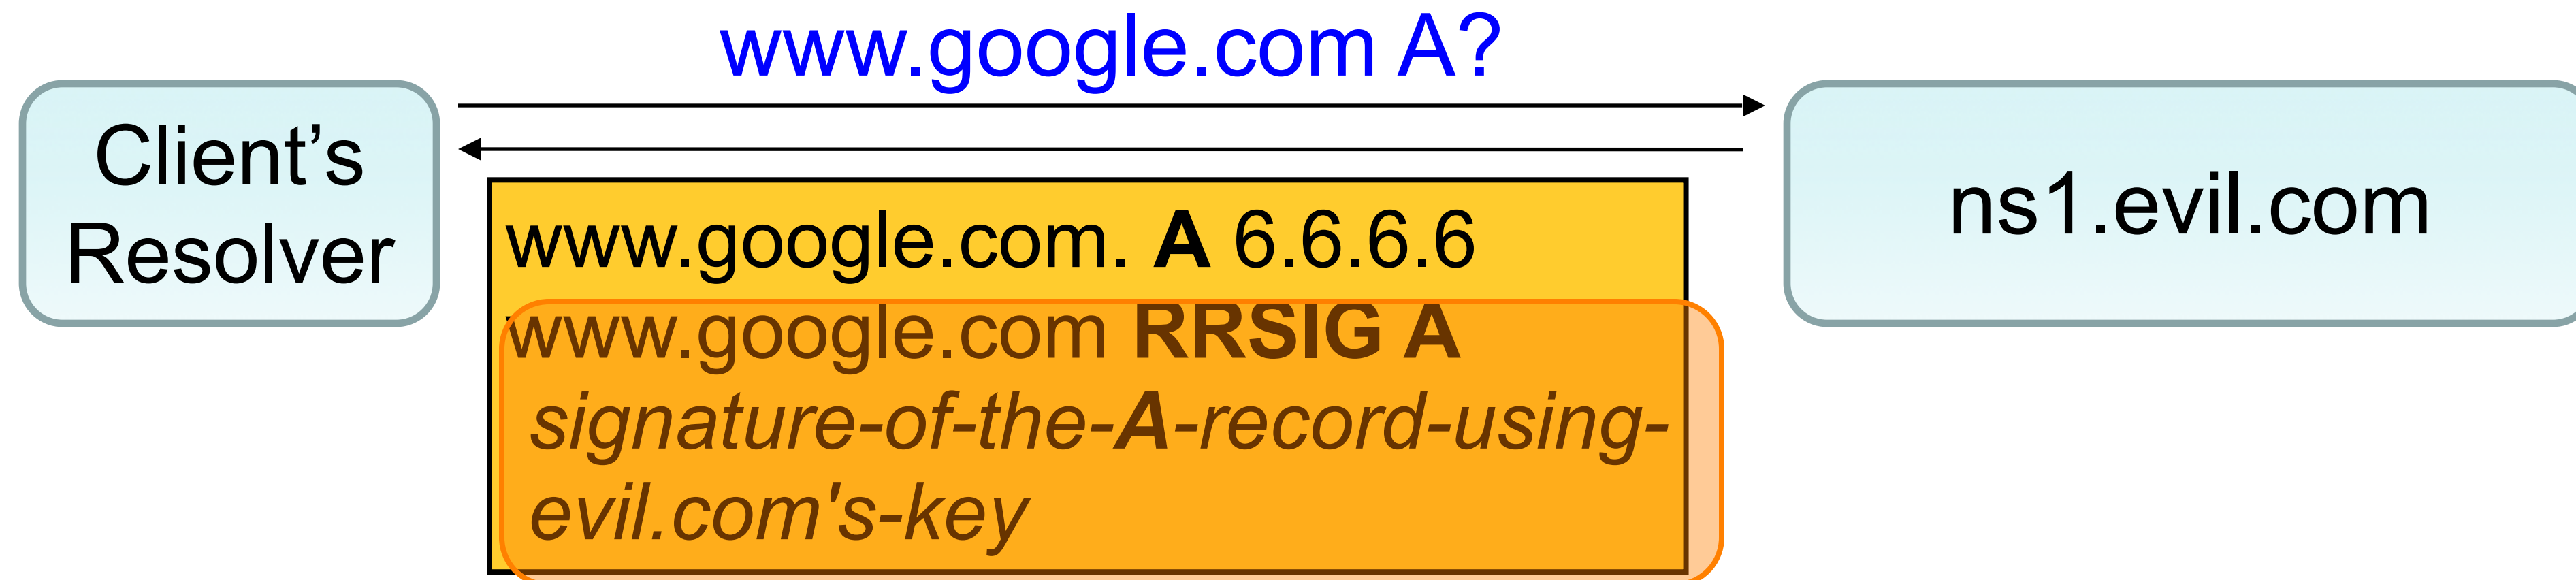 www.google.com A?
Client’s
Resolver
www.google.com. A 6.6.6.6
www.google.com RRSIG A
signature-of-the-A-record-using-
evil.com's-key
ns1.evil.com